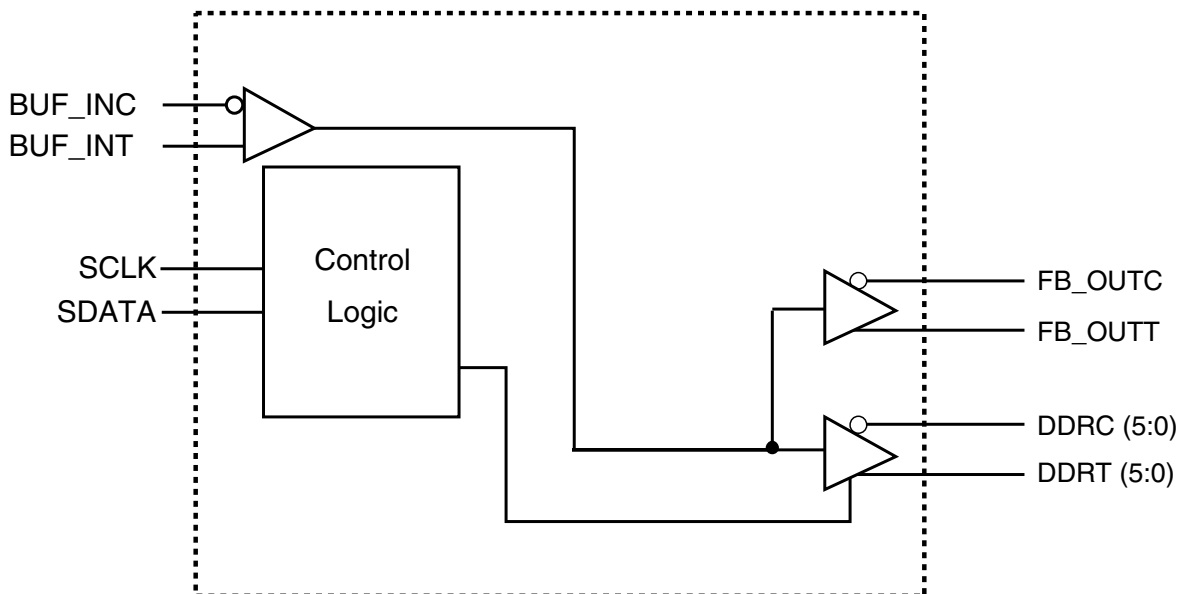 BUF_INC
BUF_INT
SCLK
SDATA
Control
Logic
FB_OUTC
FB_OUTT
DDRC (5:0)
DDRT (5:0)